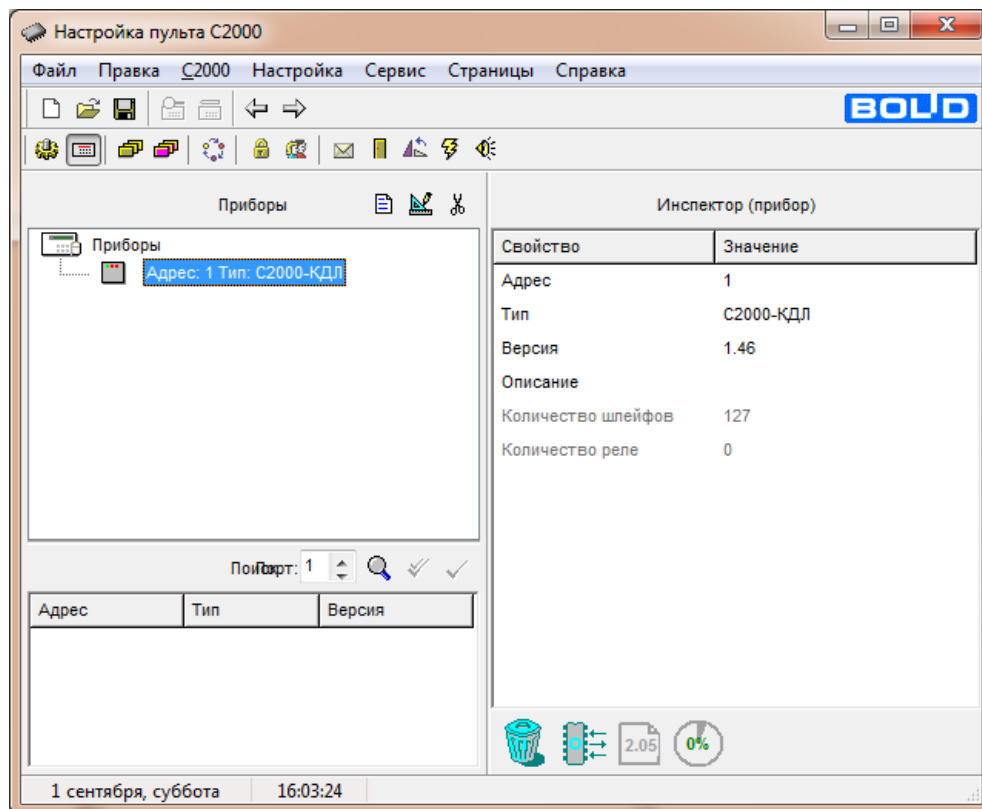 Настройка пульта С2000
Файл Правка С2000 Настройка Сервис Страницы Справка
BOLID
Приборы
Инспектор (прибор)
Приборы
Адрес: 1 Тип: С2000-КДЛ
Свойство Значение
Адрес 1
Тип С2000-КДЛ
Версия 1.46
Описание
Количество шлейфов 127
Количество реле 0
Поиск Порт: 1
Адрес Тип Версия
2.05 0%
1 сентября, суббота 16:03:24